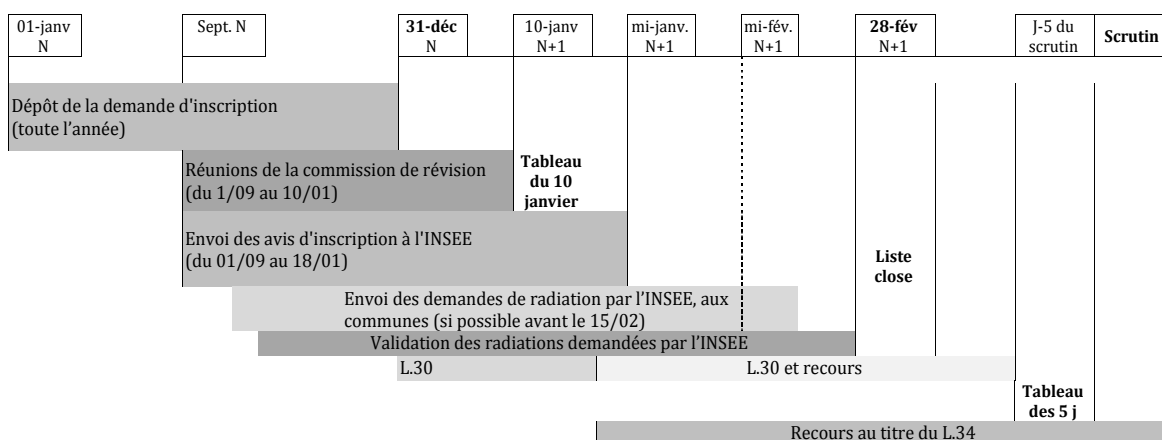 01-janv
N
Sept. N
31-déc
N
10-janv
N+1
mi-janv.
N+1
mi-fév.
N+1
28-fév
N+1
J-5 du
scrutin
Scrutin
Dépôt de la demande d'inscription
(toute l'année)
Réunions de la commission de révision
(du 1/09 au 10/01)
Tableau
du 10
janvier
Envoi des avis d'inscription à l'INSEE
(du 01/09 au 18/01)
Liste
close
Envoi des demandes de radiation par l'INSEE, aux
communes (si possible avant le 15/02)
Validation des radiations demandées par l'INSEE
L.30
L.30 et recours
Tableau
des 5 j
Recours au titre du L.34